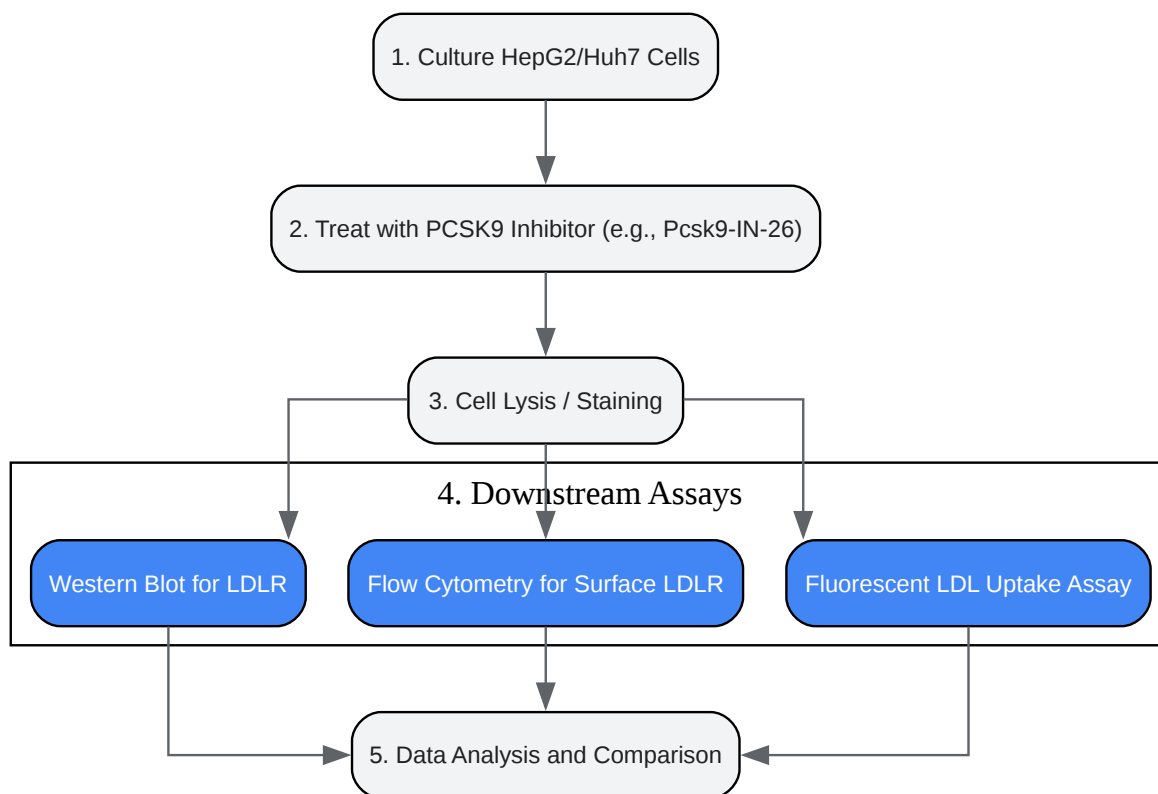 1. Culture HepG2/Huh7 Cells
2. Treat with PCSK9 Inhibitor (e.g., Pcsk9-IN-26)
3. Cell Lysis / Staining
4. Downstream Assays
Western Blot for LDLR
Flow Cytometry for Surface LDLR
Fluorescent LDL Uptake Assay
5. Data Analysis and Comparison